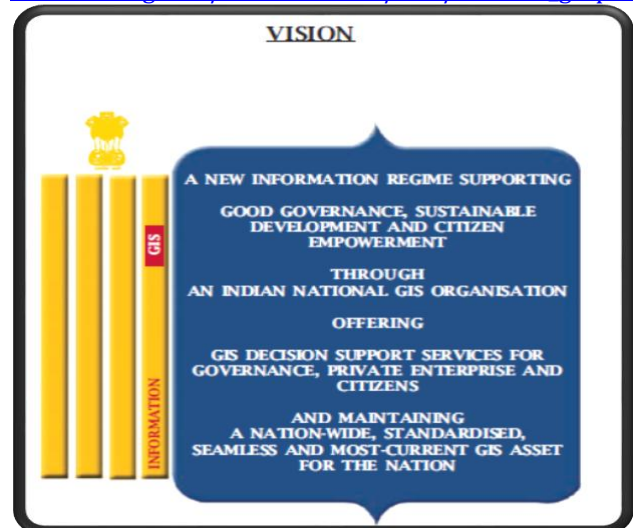 VISION
A NEW INFORMATION REGIME SUPPORTING
GOOD GOVERNANCE, SUSTAINABLE
DEVELOPMENT AND CITIZEN
EMPOWERMENT
THROUGH
AN INDIAN NATIONAL GIS ORGANISATION
OFFERING
GIS DECISION SUPPORT SERVICES FOR
GOVERNANCE, PRIVATE ENTERPRISE AND
CITIZENS
AND MAINTAINING
A NATION-WIDE, STANDARDISED,
SEAMLESS AND MOST-CURRENT GIS ASSET
FOR THE NATION
GIS
INFORMATION